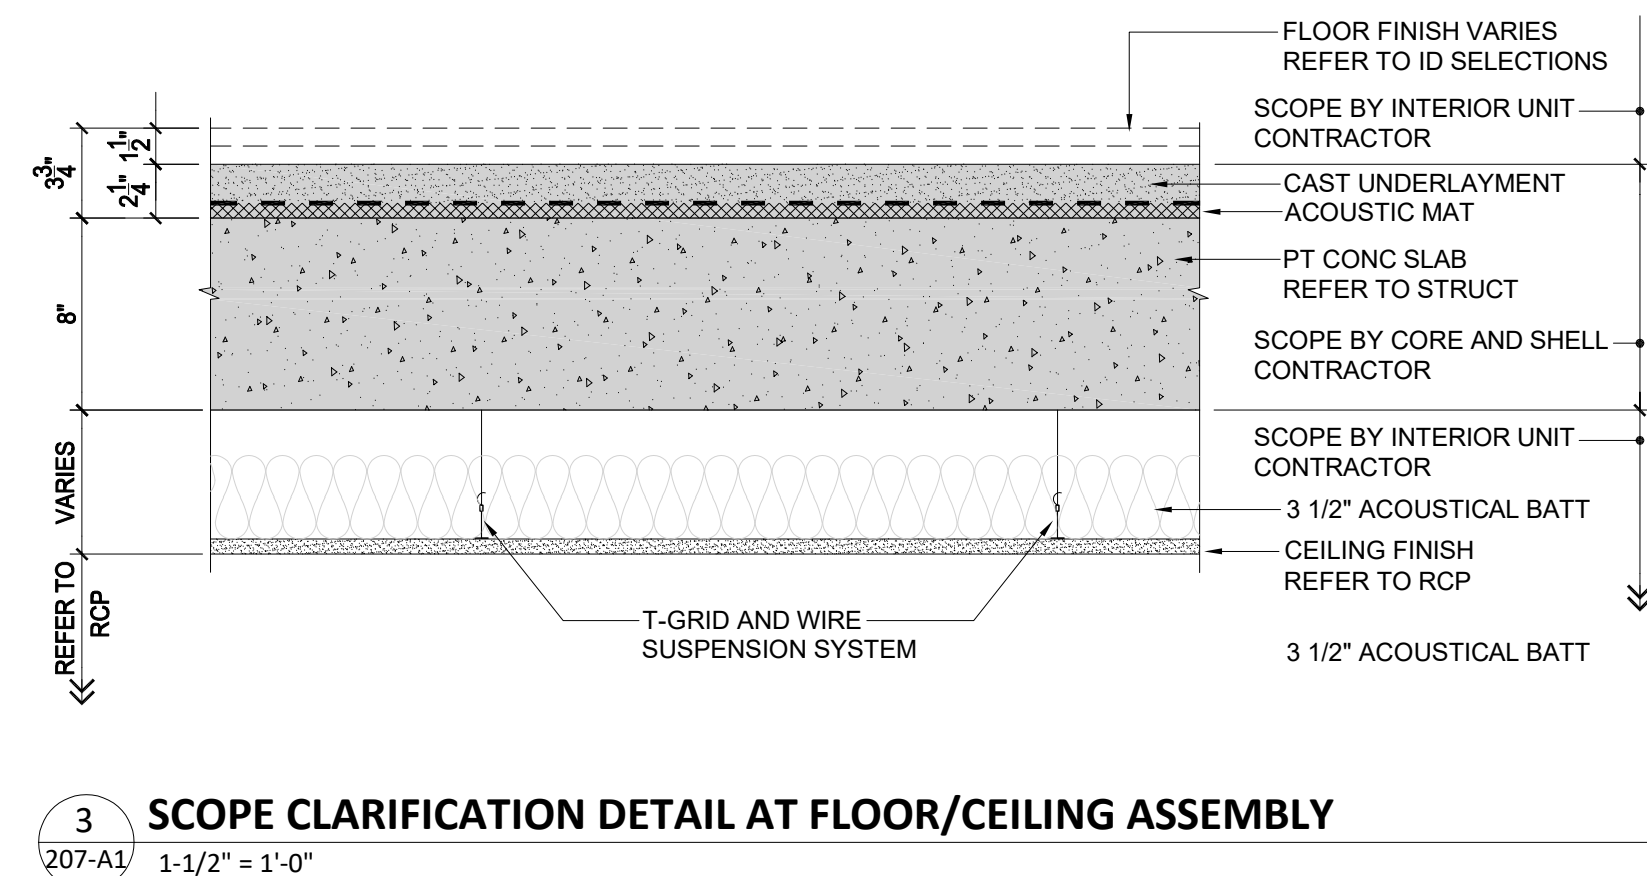 FLOOR FINISH VARIES
REFER TO ID SELECTIONS
SCOPE BY INTERIOR UNIT
CONTRACTOR
CAST UNDERLAYMENT
ACOUSTIC MAT
PT CONC SLAB
REFER TO STRUCT
SCOPE BY CORE AND SHELL
CONTRACTOR
SCOPE BY INTERIOR UNIT
CONTRACTOR
3 1/2" ACOUSTICAL BATT
CEILING FINISH
REFER TO RCP
3 1/2" ACOUSTICAL BATT
3 3/4"
1 1/2"
2 1/4"
8"
VARIES
REFER TO
RCP
T-GRID AND WIRE
SUSPENSION SYSTEM
3
207-A1
SCOPE CLARIFICATION DETAIL AT FLOOR/CEILING ASSEMBLY
1-1/2" = 1'-0"